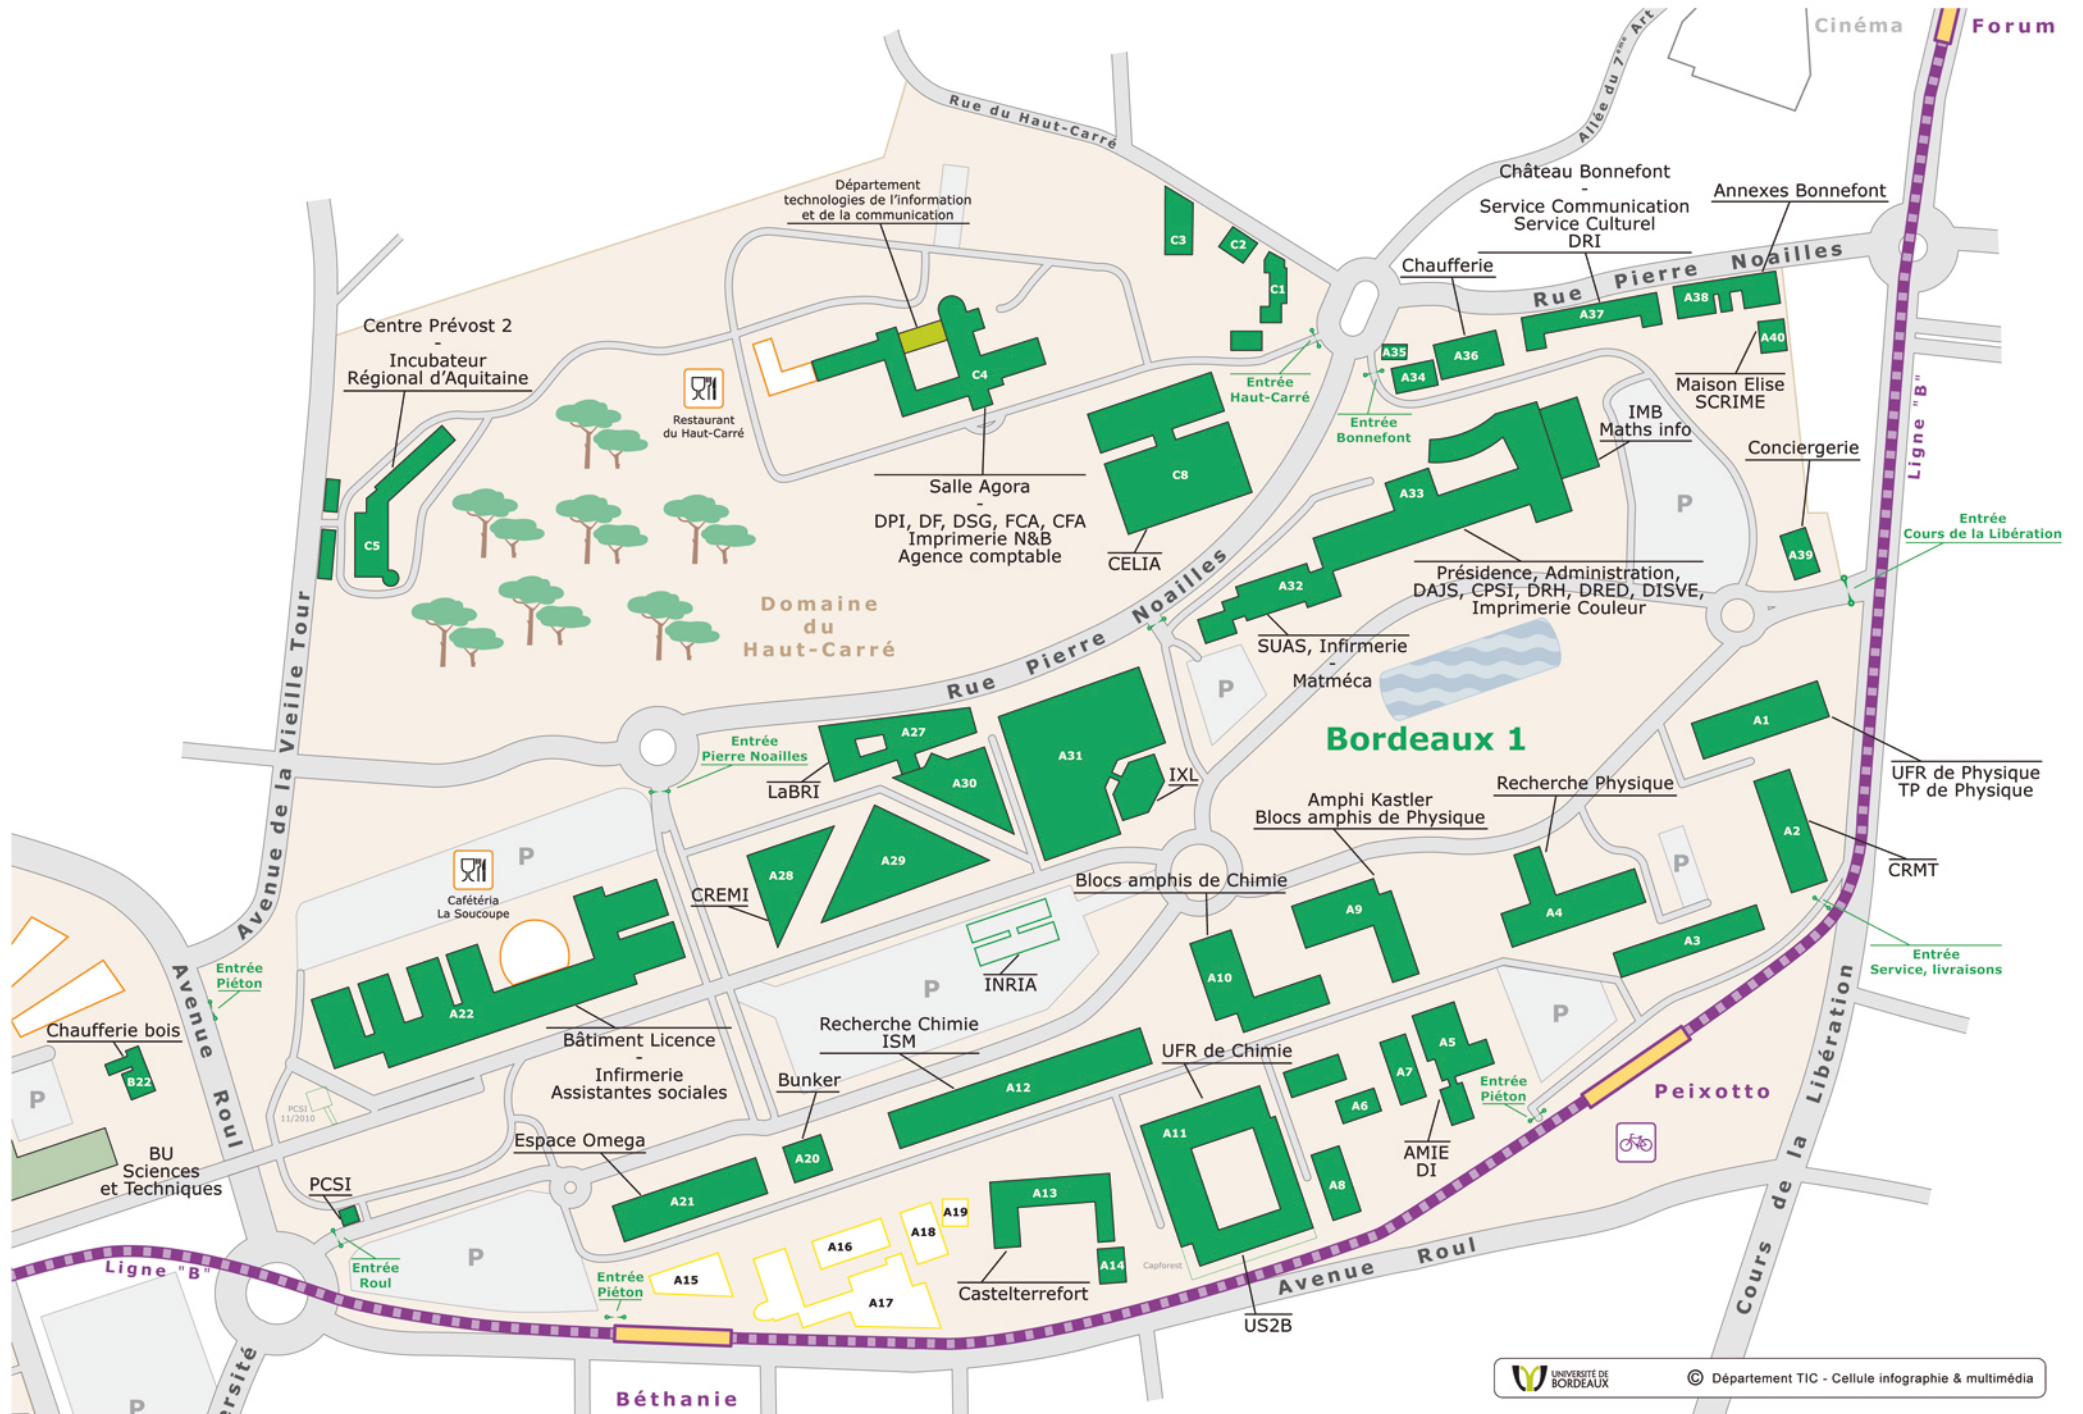 Cinéma
Forum
Allée du 7ème Art
Rue du Haut-Carré
Château Bonnefont
-
Service Communication
Service Culturel
DRI
Annexes Bonnefont
Département
technologies de l'information
et de la communication
C3
C2
C1
Chaufferie
Rue Pierre Noailles
A38
A37
A40
A35
A36
A34
Centre Prévost 2
-
Incubateur
Régional d'Aquitaine
C4
Entrée
Haut-Carré
Entrée
Bonnefont
Maison Elise
SCRIME
Ligne "B"
Restaurant
du Haut-Carré
IMB
Maths info
Conciergerie
C8
A33
P
Salle Agora
-
DPI, DF, DSG, FCA, CFA
Imprimerie N&B
Agence comptable
CELIA
C5
A39
Entrée
Cours de la Libération
A32
Présidence, Administration,
DAJS, CPSI, DRH, DRED, DISVE,
Imprimerie Couleur
Domaine
du
Haut-Carré
Rue Pierre Noailles
SUAS, Infirmerie
-
Matméca
P
Avenue de la Vieille Tour
Bordeaux 1
A1
A27
Entrée
Pierre Noailles
LaBRI
A30
A31
IXL
UFR de Physique
TP de Physique
Recherche Physique
Amphi Kastler
Blocs amphis de Physique
A2
CRMT
P
P
A28
A29
CREMI
Cafétéria
La Soucoupe
Blocs amphis de Chimie
A9
A4
A3
Entrée
Service, livraisons
Entrée
Piéton
A10
INRIA
P
P
A22
Bâtiment Licence
-
Infirmerie
Assistantes sociales
Chaufferie bois
B22
P
Avenue Roul
Recherche Chimie
ISM
UFR de Chimie
A12
Bunker
A5
A7
A6
Entrée
Piéton
Peixotto
PCSI
11/2010
Espace Omega
A11
AMIE
DI
A20
A8
BU
Sciences
et Techniques
PCSI
A21
A13
A19
A18
A16
A15
A17
A14
Capforest
Castelterrefort
US2B
P
Entrée
Roul
Entrée
Piéton
Ligne "B"
Avenue Roul
Cours de la Libération
Béthanie
P
ersité
UNIVERSITÉ DE
BORDEAUX
© Département TIC - Cellule infographie & multimédia